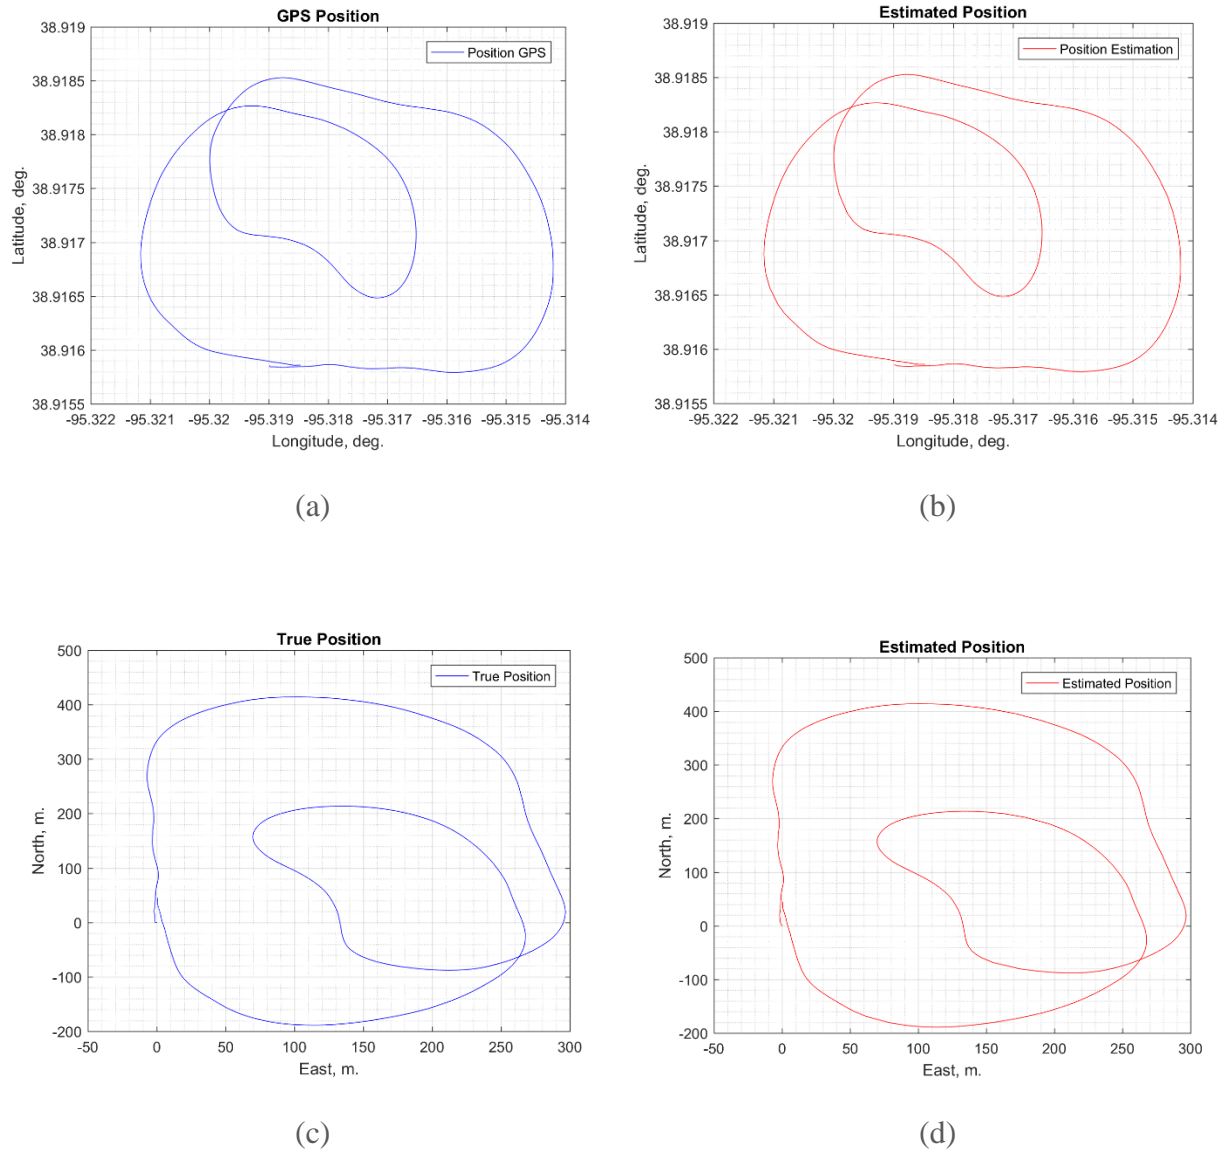 GPS Position
Position GPS
38.919
38.9185
38.918
38.9175
38.917
38.9165
38.916
38.9155
Latitude, deg.
-95.322 -95.321 -95.32 -95.319 -95.318 -95.317 -95.316 -95.315 -95.314
Longitude, deg.
(a)
Estimated Position
Position Estimation
38.919
38.9185
38.918
38.9175
38.917
38.9165
38.916
38.9155
Latitude, deg.
-95.322 -95.321 -95.32 -95.319 -95.318 -95.317 -95.316 -95.315 -95.314
Longitude, deg.
(b)
True Position
True Position
500
400
300
200
100
0
-100
-200
North, m.
-50 0 50 100 150 200 250 300
East, m.
(c)
Estimated Position
Estimated Position
500
400
300
200
100
0
-100
-200
North, m.
-50 0 50 100 150 200 250 300
East, m.
(d)